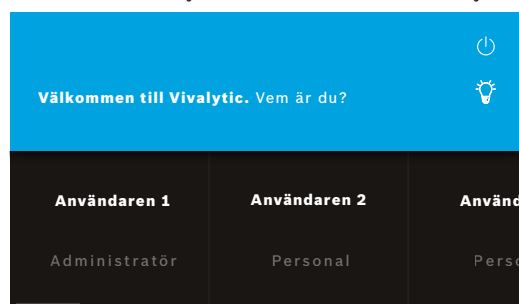 Välkommen till Vivalytic. Vem är du?
Användaren 1 Användaren 2
Administratör Personal